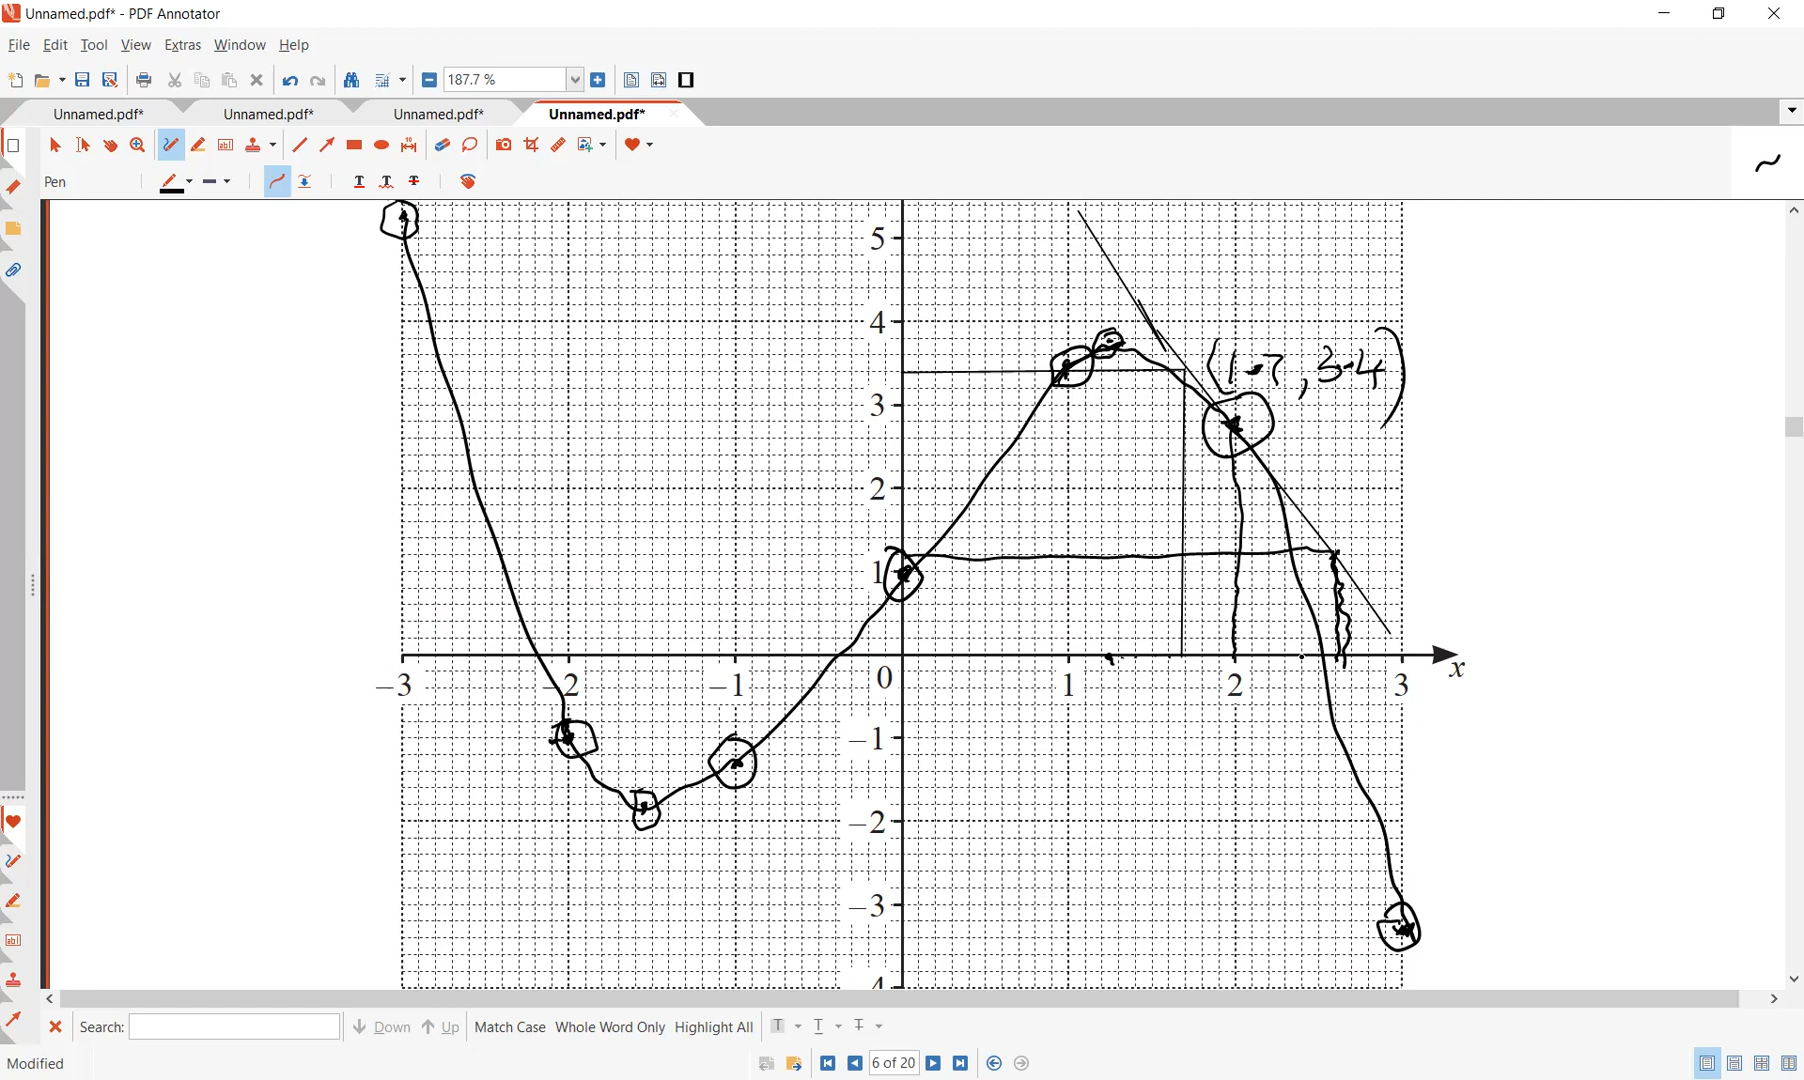 Unnamed.pdf* - PDF Annotator
File Edit Tool View Extras Window Help
187.7 %
Unnamed.pdf* Unnamed.pdf* Unnamed.pdf* Unnamed.pdf*
Pen
5
4
(1.7, 3.4)
3
2
1
-3 -2 -1 0 1 2 3 x
-1
-2
-3
4
Search: Down Up Match Case Whole Word Only Highlight All
Modified 6 of 20